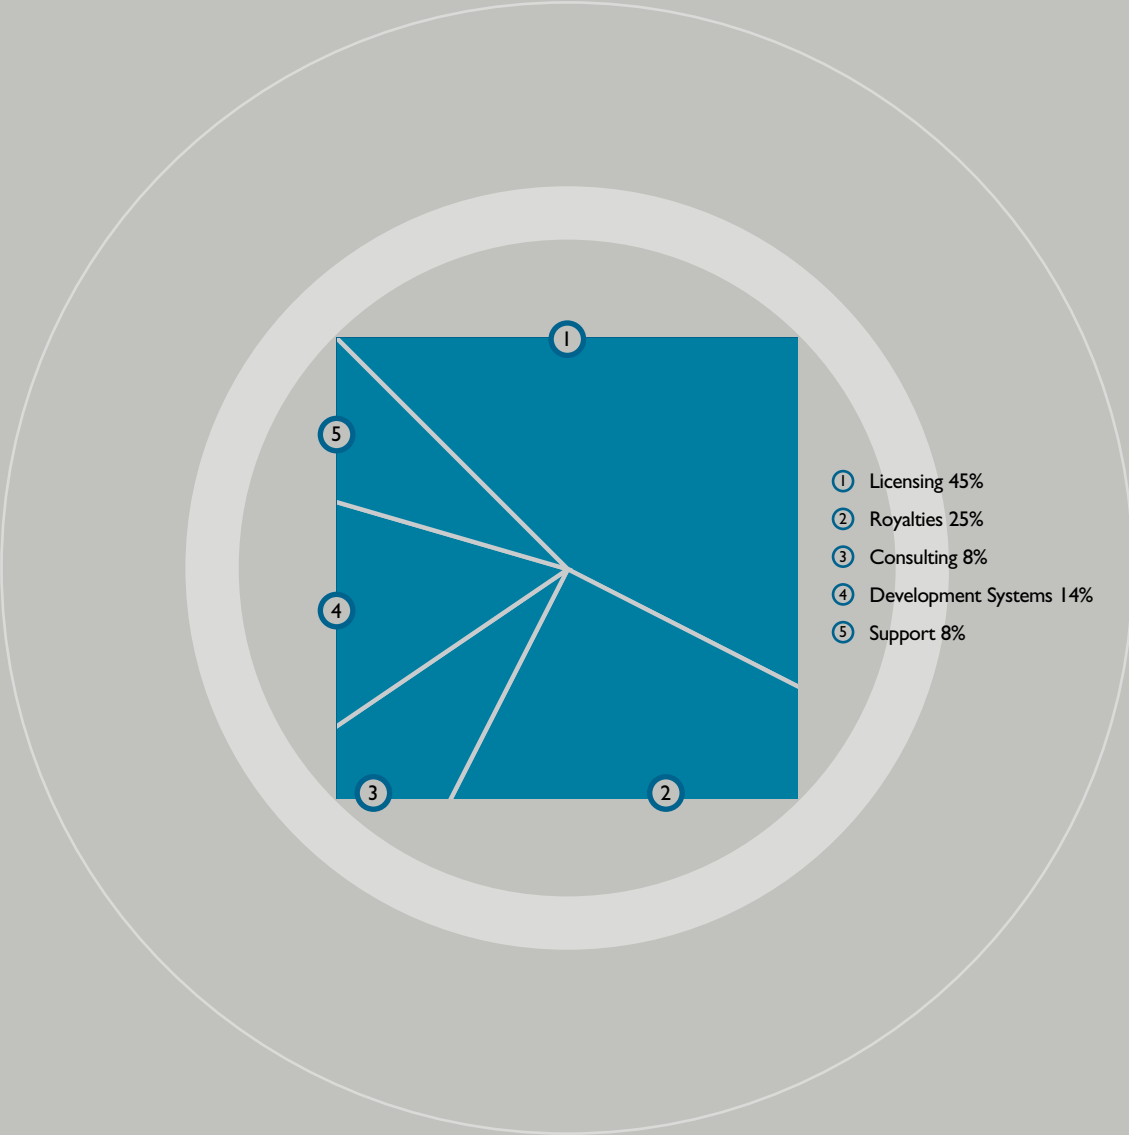 1
5
4
3
2
1 Licensing 45%
2 Royalties 25%
3 Consulting 8%
4 Development Systems 14%
5 Support 8%